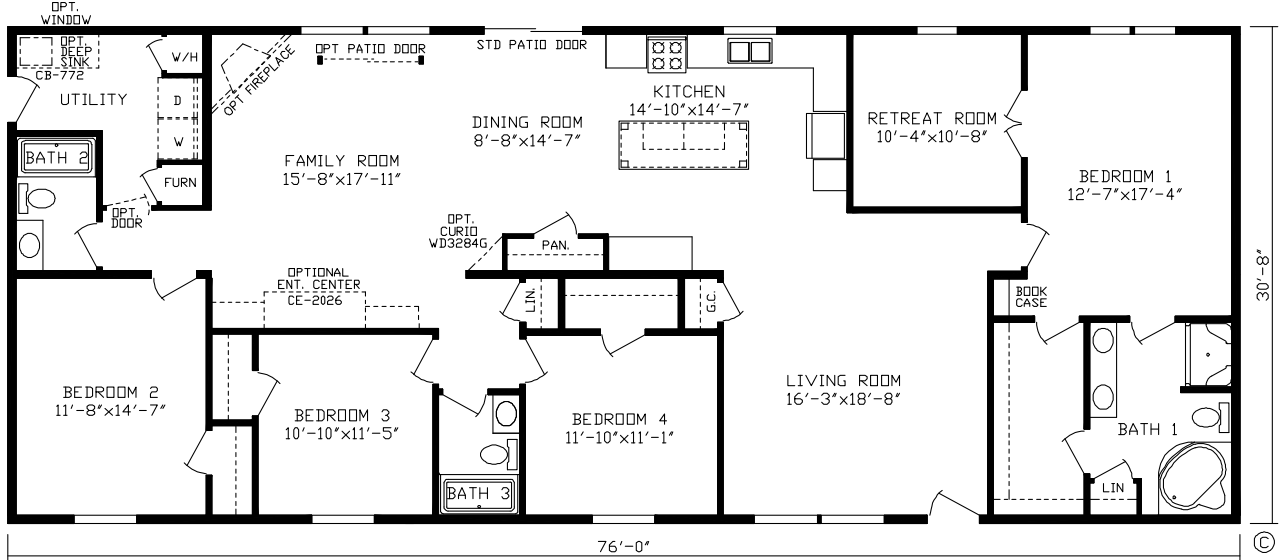 OPT.
WINDOW
OPT.
DEEP
SINK
CB-772
W/H
UTILITY
D
W
OPT FIREPLACE
OPT PATIO DOOR
STD PATIO DOOR
KITCHEN
14'-10"x14'-7"
DINING ROOM
8'-8"x14'-7"
RETREAT ROOM
10'-4"x10'-8"
BATH 2
FAMILY ROOM
15'-8"x17'-11"
FURN
BEDROOM 1
12'-7"x17'-4"
OPT.
DOOR
OPT.
CURIO
WD3284G
PAN.
OPTIONAL
ENT. CENTER
CE-2026
LIN.
G.C.
BOOK
CASE
30'-8"
BEDROOM 2
11'-8"x14'-7"
BEDROOM 3
10'-10"x11'-5"
BEDROOM 4
11'-10"x11'-1"
LIVING ROOM
16'-3"x18'-8"
BATH 1
LIN
BATH 3
76'-0"
©